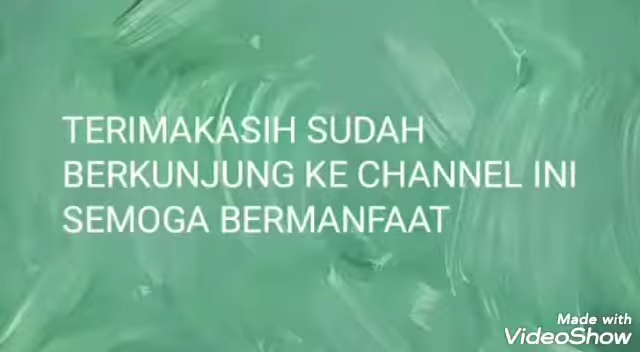 TERIMAKASIH SUDAH
BERKUNJUNG KE CHANNEL INI
SEMOGA BERMANFAAT
Made with
VideoShow